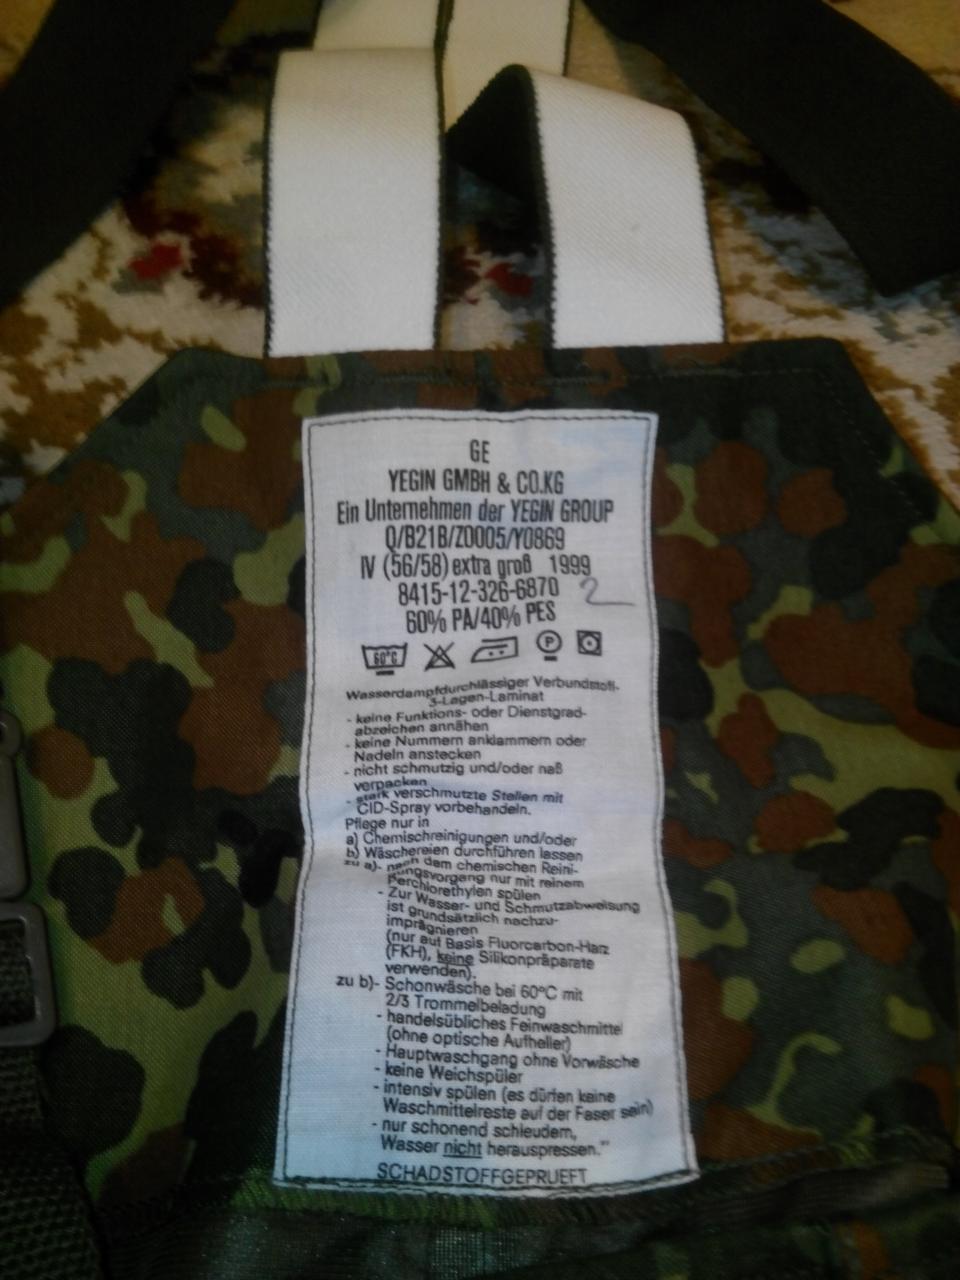 GE
YEGIN GMBH & CO.KG
Ein Unternehmen der YEGIN GROUP
Q/B21B/Z0005/Y0869
IV (56/58) extra groß 1999
8415-12-326-6870 2
60% PA/40% PES
60°C P
Wasserdampfdurchlässiger Verbundstoff-
3-Lagen-Laminat
- keine Funktions- oder Dienstgrad-
abzeichen annähen
- keine Nummern anklammern oder
Nadeln anstecken
- nicht schmutzig und/oder naß
verpacken
- stark verschmutzte Stellen mit
CID-Spray vorbehandeln.
Pflege nur in
a) Chemischreinigungen und/oder
b) Wäschereien durchführen lassen
zu a)- nach dem chemischen Reini-
gungsvorgang nur mit reinem
Perchlorethylen spülen
- Zur Wasser- und Schmutzabweisung
ist grundsätzlich nachzu-
imprägnieren
(nur auf Basis Fluorcarbon-Harz
(FKH), keine Silikonpräparate
verwenden).
zu b)- Schonwäsche bei 60°C mit
2/3 Trommelbeladung
- handelsübliches Feinwaschmittel
(ohne optische Aufheller)
- Hauptwaschgang ohne Vorwäsche
- keine Weichspüler
- intensiv spülen (es dürfen keine
Waschmittelreste auf der Faser sein)
- nur schonend schleudern,
Wasser nicht herauspressen."
SCHADSTOFFGEPRUEFT